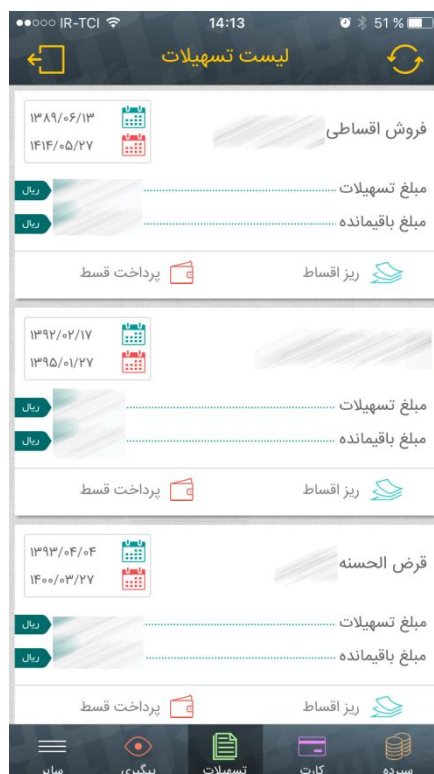 IR-TCI 14:13 51 %
لیست تسهیلات
فروش اقساطی
۱۳۸۹/۰۶/۱۳
۱۴۱۴/۰۵/۲۷
مبلغ تسهیلات ریال
مبلغ باقیمانده ریال
ریز اقساط پرداخت قسط
۱۳۹۲/۰۲/۱۷
۱۳۹۵/۰۱/۲۷
مبلغ تسهیلات ریال
مبلغ باقیمانده ریال
ریز اقساط پرداخت قسط
قرض الحسنه
۱۳۹۳/۰۴/۰۴
۱۴۰۰/۰۳/۲۷
مبلغ تسهیلات ریال
مبلغ باقیمانده ریال
ریز اقساط پرداخت قسط
سپرده کارت تسهیلات پیگیری سایر